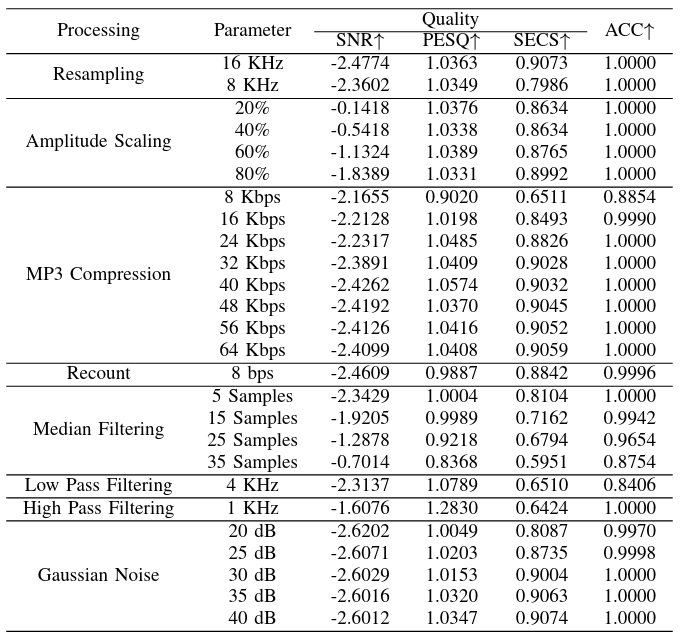 Processing Parameter Quality ACC↑
SNR↑ PESQ↑ SECS↑
Resampling 16 KHz -2.4774 1.0363 0.9073 1.0000
8 KHz -2.3602 1.0349 0.7986 1.0000
Amplitude Scaling 20% -0.1418 1.0376 0.8634 1.0000
40% -0.5418 1.0338 0.8634 1.0000
60% -1.1324 1.0389 0.8765 1.0000
80% -1.8389 1.0331 0.8992 1.0000
MP3 Compression 8 Kbps -2.1655 0.9020 0.6511 0.8854
16 Kbps -2.2128 1.0198 0.8493 0.9990
24 Kbps -2.2317 1.0485 0.8826 1.0000
32 Kbps -2.3891 1.0409 0.9028 1.0000
40 Kbps -2.4262 1.0574 0.9032 1.0000
48 Kbps -2.4192 1.0370 0.9045 1.0000
56 Kbps -2.4126 1.0416 0.9052 1.0000
64 Kbps -2.4099 1.0408 0.9059 1.0000
Recount 8 bps -2.4609 0.9887 0.8842 0.9996
Median Filtering 5 Samples -2.3429 1.0004 0.8104 1.0000
15 Samples -1.9205 0.9989 0.7162 0.9942
25 Samples -1.2878 0.9218 0.6794 0.9654
35 Samples -0.7014 0.8368 0.5951 0.8754
Low Pass Filtering 4 KHz -2.3137 1.0789 0.6510 0.8406
High Pass Filtering 1 KHz -1.6076 1.2830 0.6424 1.0000
Gaussian Noise 20 dB -2.6202 1.0049 0.8087 0.9970
25 dB -2.6071 1.0203 0.8735 0.9998
30 dB -2.6029 1.0153 0.9004 1.0000
35 dB -2.6016 1.0320 0.9063 1.0000
40 dB -2.6012 1.0347 0.9074 1.0000